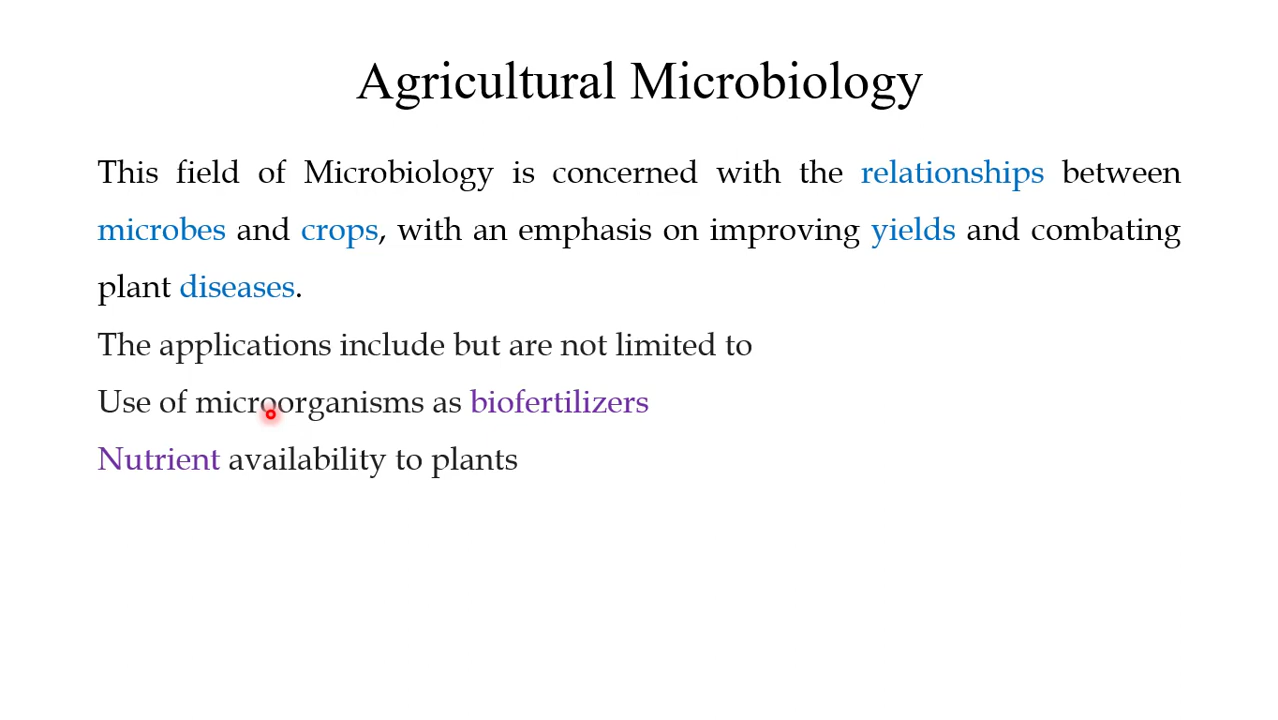 Agricultural Microbiology
This field of Microbiology is concerned with the relationships between
microbes and crops, with an emphasis on improving yields and combating
plant diseases.
The applications include but are not limited to
Use of microorganisms as biofertilizers
Nutrient availability to plants